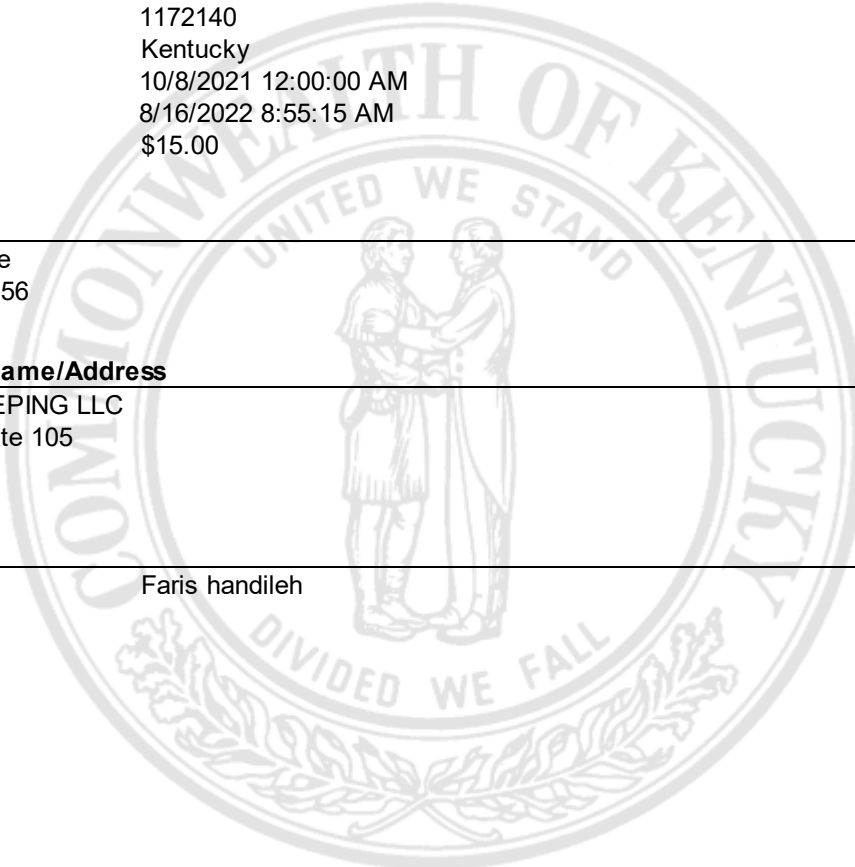 1172140
Kentucky
10/8/2021 12:00:00 AM
8/16/2022 8:55:15 AM
$15.00
COMMONWEALTH OF KENTUCKY
UNITED WE STAND
e
56
ame/Address
EPING LLC
te 105
Faris handileh
DIVIDED WE FALL